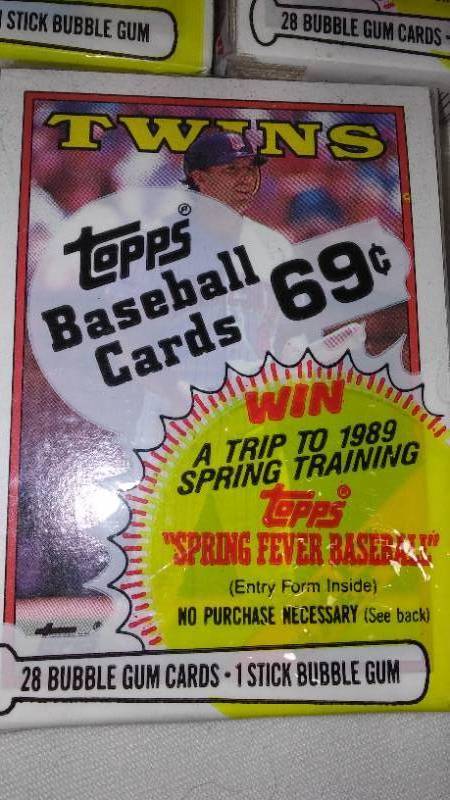 1 STICK BUBBLE GUM
28 BUBBLE GUM CARDS -
TWINS
Topps®
Baseball
Cards
69¢
WIN
A TRIP TO 1989
SPRING TRAINING
Topps®
"SPRING FEVER BASEBALL"
(Entry Form Inside)
NO PURCHASE NECESSARY (See back)
28 BUBBLE GUM CARDS • 1 STICK BUBBLE GUM